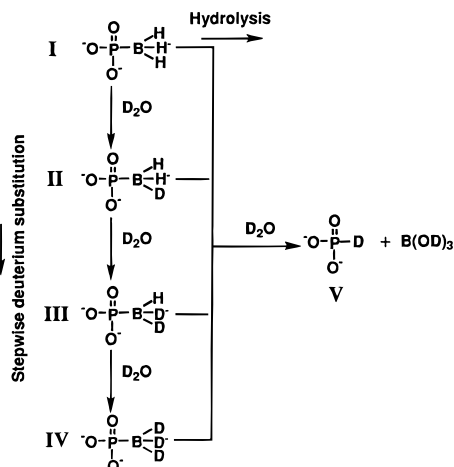 Hydrolysis
I
O
⁻O-P-B-H⁻
H
H
O⁻
D₂O
II
O
⁻O-P-B-H⁻
H
D
O⁻
D₂O
D₂O
⁻O-P-D + B(OD)₃
O
O⁻
V
III
O
⁻O-P-B-D⁻
H
D
O⁻
D₂O
IV
O
⁻O-P-B-D⁻
D
D
O⁻
Stepwise deuterium substitution